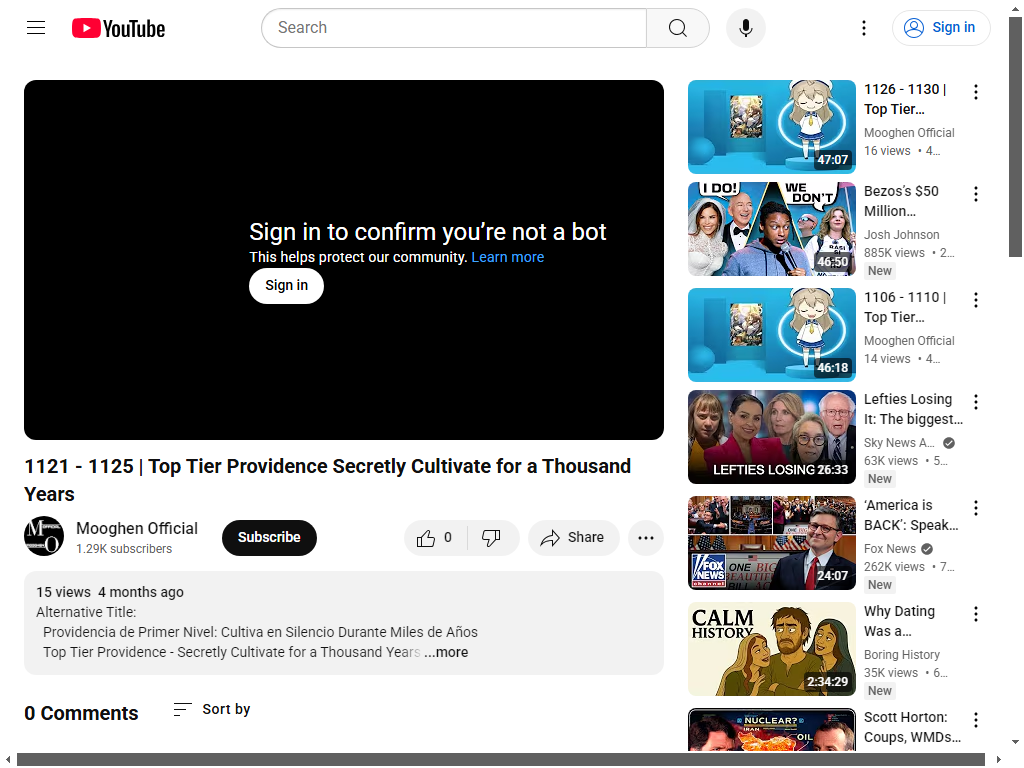 YouTube
Search
Sign in
Sign in to confirm you're not a bot
This helps protect our community. Learn more
Sign in
1121 - 1125 | Top Tier Providence Secretly Cultivate for a Thousand
Years
Mooghen Official
1.29K subscribers
Subscribe
0
Share
15 views 4 months ago
Alternative Title:
Providencia de Primer Nivel: Cultiva en Silencio Durante Miles de Años
Top Tier Providence - Secretly Cultivate for a Thousand Years ...more
0 Comments
Sort by
47:07
1126 - 1130 |
Top Tier…
Mooghen Official
16 views • 4…
I DO!
WE
DON'T
46:50
Bezos's $50
Million…
Josh Johnson
885K views • 2…
New
46:18
1106 - 1110 |
Top Tier…
Mooghen Official
14 views • 4…
LEFTIES LOSING
26:33
Lefties Losing
It: The biggest…
Sky News A…
63K views • 5…
New
FOX
NEWS
channel
ONE BIG
BEAUTIFUL
BILL AC
24:07
'America is
BACK': Speak…
Fox News
262K views • 7…
New
CALM
HISTORY
2:34:29
Why Dating
Was a…
Boring History
35K views • 6…
New
NUCLEAR?
IRAN
OIL
Scott Horton:
Coups, WMDs…